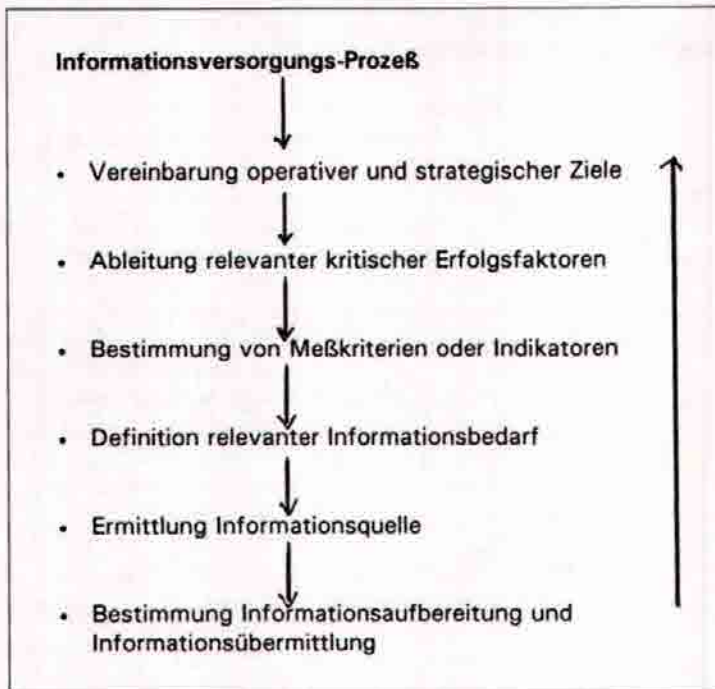 Informationsversorgungs-Prozeß
• Vereinbarung operativer und strategischer Ziele
• Ableitung relevanter kritischer Erfolgsfaktoren
• Bestimmung von Meßkriterien oder Indikatoren
• Definition relevanter Informationsbedarf
• Ermittlung Informationsquelle
• Bestimmung Informationsaufbereitung und
Informationsübermittlung